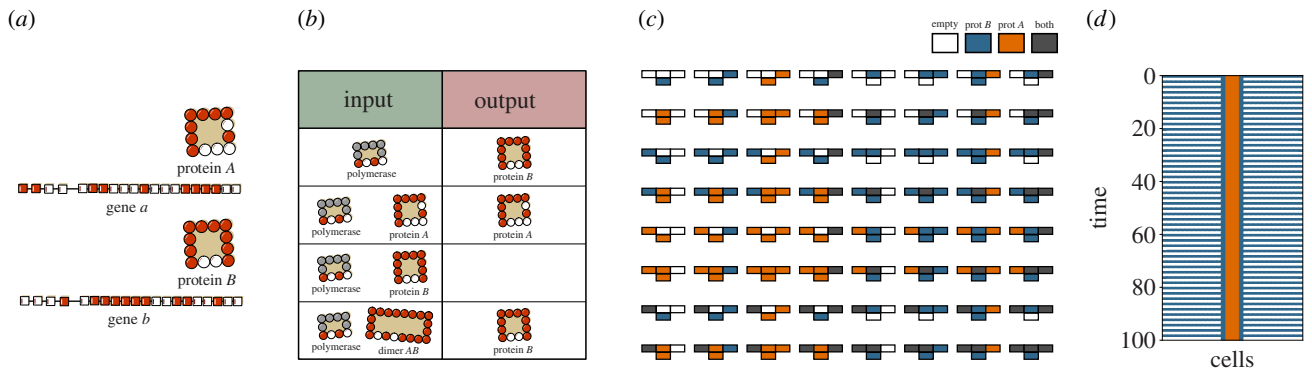 (a)
protein A
gene a
protein B
gene b
(b)
input output
polymerase protein B
polymerase protein A protein A
polymerase protein B
polymerase dimer AB protein B
(c)
empty prot B prot A both
(d)
0
20
40
60
80
100
time
cells